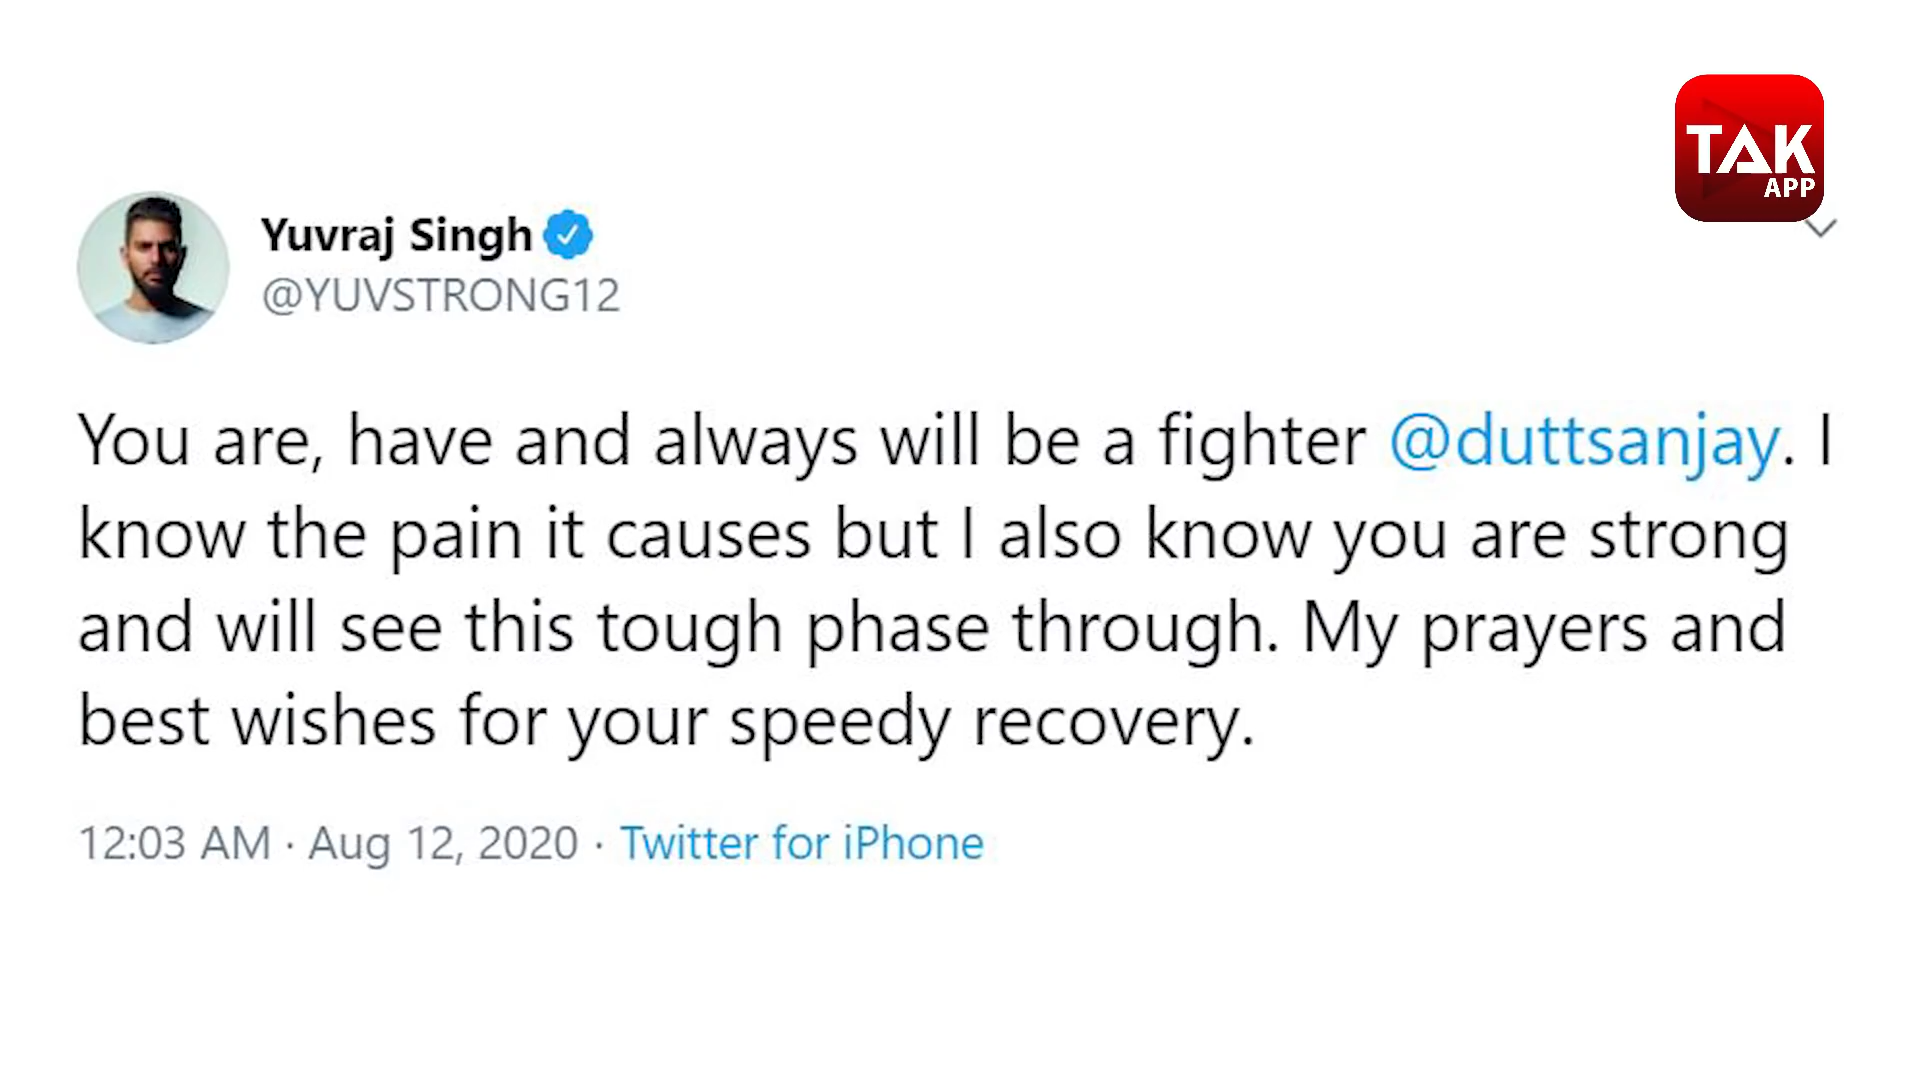 TAK
APP
Yuvraj Singh
@YUVSTRONG12
You are, have and always will be a fighter @duttsanjay. I
know the pain it causes but I also know you are strong
and will see this tough phase through. My prayers and
best wishes for your speedy recovery.
12:03 AM · Aug 12, 2020 · Twitter for iPhone